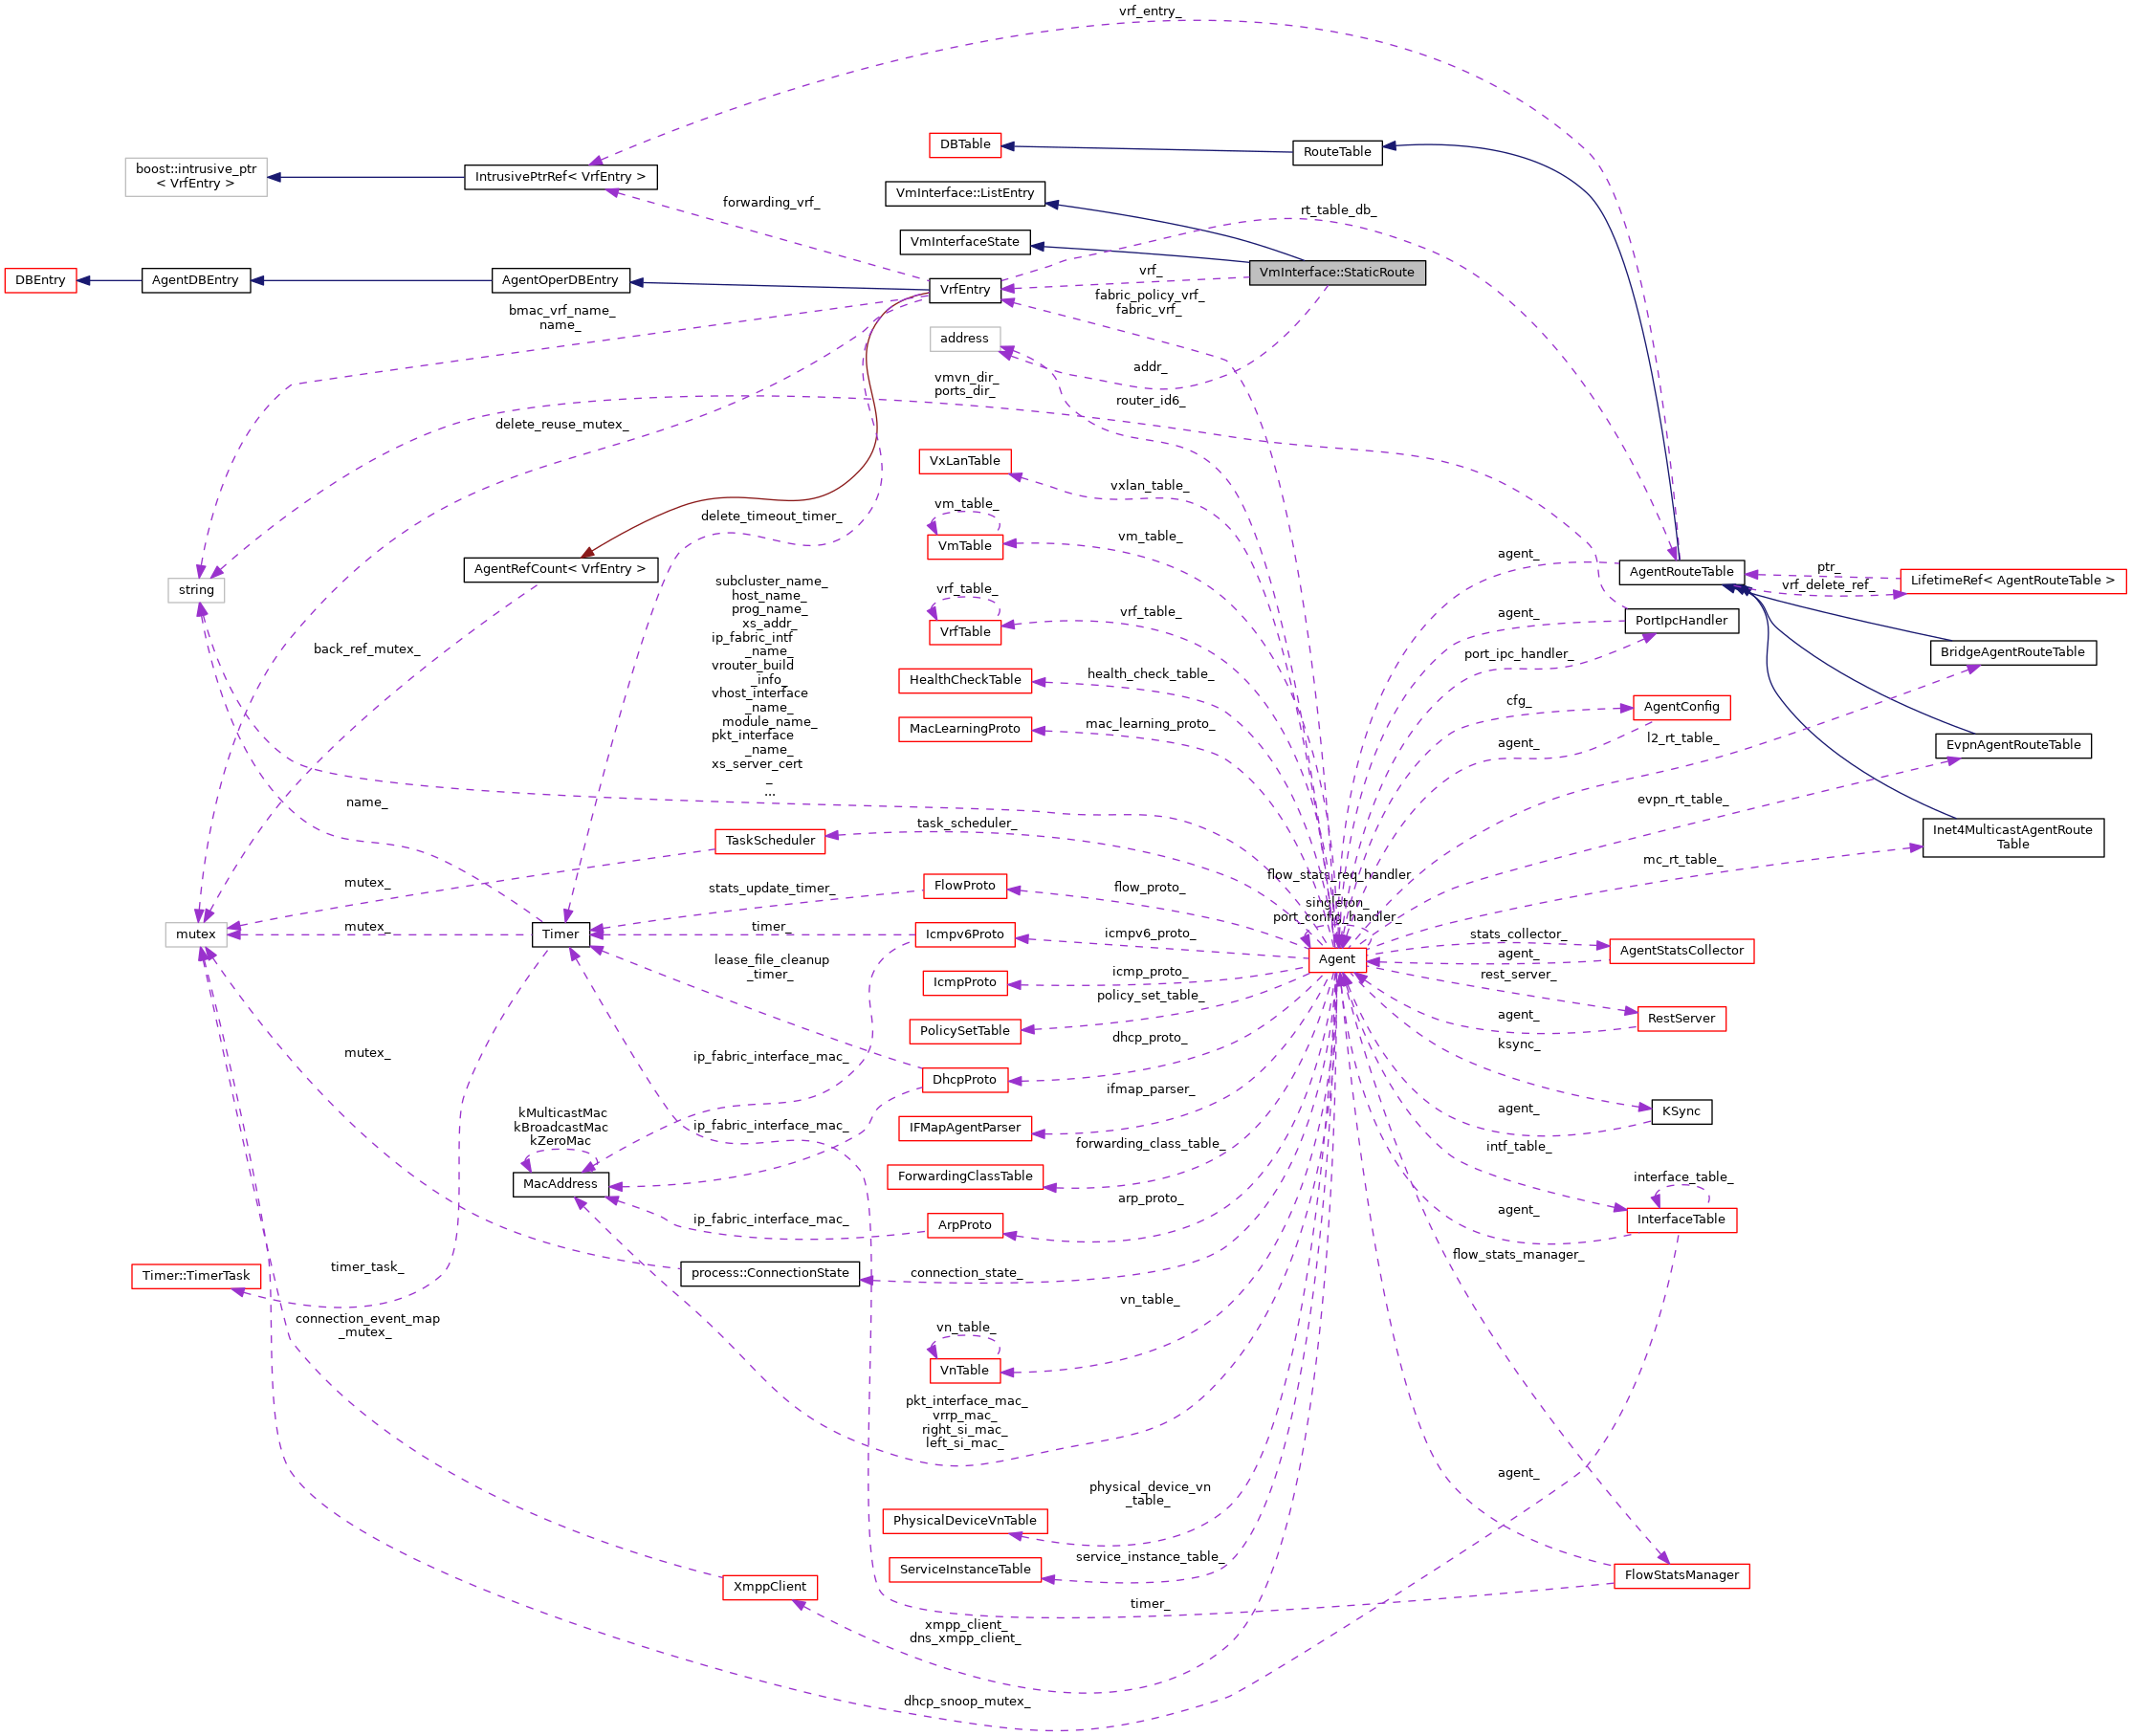 vrf_entry_
DBTable
RouteTable
boost::intrusive_ptr
< VrfEntry >
IntrusivePtrRef< VrfEntry >
VmInterface::ListEntry
forwarding_vrf_
rt_table_db_
VmInterfaceState
DBEntry
AgentDBEntry
AgentOperDBEntry
VrfEntry
vrf_
VmInterface::StaticRoute
fabric_policy_vrf_
fabric_vrf_
bmac_vrf_name_
name_
address
addr_
vmvn_dir_
ports_dir_
router_id6_
delete_reuse_mutex_
VxLanTable
vxlan_table_
vm_table_
delete_timeout_timer_
VmTable
vm_table_
agent_
AgentRefCount< VrfEntry >
AgentRouteTable
ptr_
vrf_delete_ref_
LifetimeRef< AgentRouteTable >
string
subcluster_name_
host_name_
prog_name_
xs_addr_
ip_fabric_intf
_name_
vrouter_build
_info_
vhost_interface
_name_
module_name_
pkt_interface
_name_
xs_server_cert
_
...
vrf_table_
VrfTable
vrf_table_
agent_
PortIpcHandler
back_ref_mutex_
port_ipc_handler_
BridgeAgentRouteTable
HealthCheckTable
health_check_table_
cfg_
AgentConfig
MacLearningProto
mac_learning_proto_
agent_
l2_rt_table_
EvpnAgentRouteTable
name_
evpn_rt_table_
task_scheduler_
TaskScheduler
Inet4MulticastAgentRoute
Table
mc_rt_table_
mutex_
stats_update_timer_
FlowProto
flow_proto_
flow_stats_req_handler
_
singleton_
port_config_handler_
mutex
mutex_
Timer
timer_
Icmpv6Proto
icmpv6_proto_
stats_collector_
AgentStatsCollector
agent_
Agent
lease_file_cleanup
_timer_
IcmpProto
icmp_proto_
rest_server_
policy_set_table_
PolicySetTable
agent_
RestServer
dhcp_proto_
ksync_
mutex_
ip_fabric_interface_mac_
DhcpProto
ifmap_parser_
agent_
KSync
kMulticastMac
kBroadcastMac
kZeroMac
ip_fabric_interface_mac_
IFMapAgentParser
forwarding_class_table_
intf_table_
ForwardingClassTable
interface_table_
MacAddress
arp_proto_
agent_
InterfaceTable
ip_fabric_interface_mac_
ArpProto
flow_stats_manager_
timer_task_
Timer::TimerTask
process::ConnectionState
connection_state_
connection_event_map
_mutex_
vn_table_
vn_table_
VnTable
pkt_interface_mac_
vrrp_mac_
right_si_mac_
left_si_mac_
agent_
physical_device_vn
_table_
PhysicalDeviceVnTable
service_instance_table_
ServiceInstanceTable
FlowStatsManager
XmppClient
timer_
xmpp_client_
dns_xmpp_client_
dhcp_snoop_mutex_